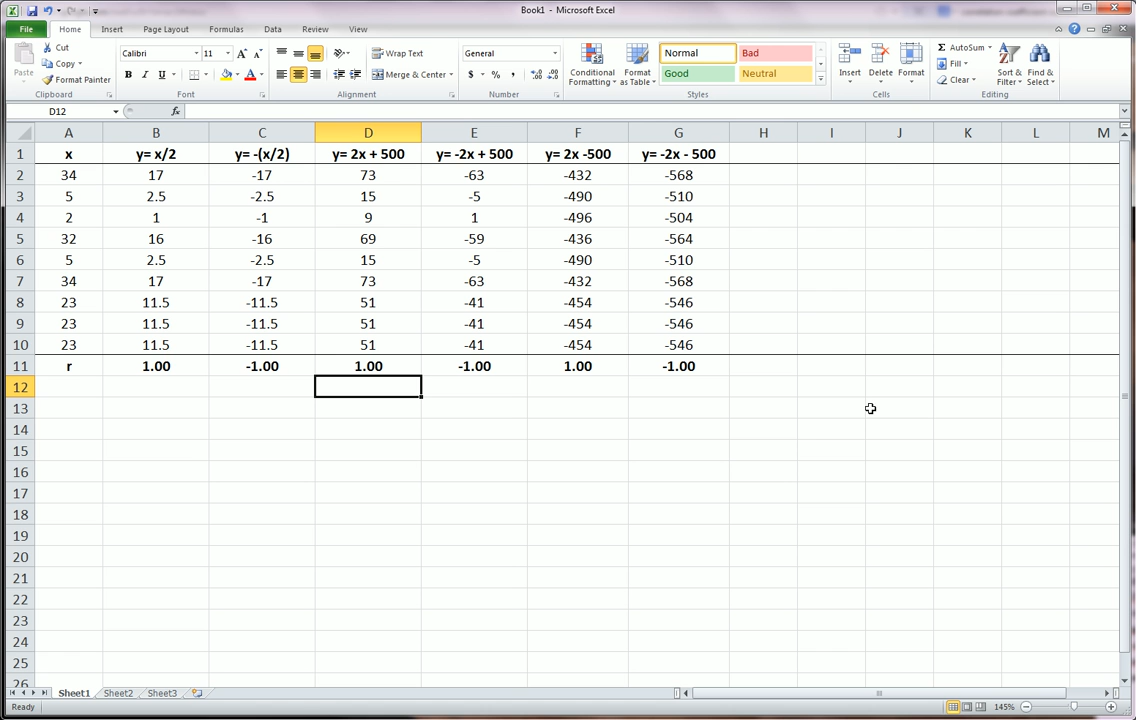 Book1 - Microsoft Excel
File Home Insert Page Layout Formulas Data Review View
Paste Cut Copy Format Painter Clipboard
Calibri 11 A A B I U A Font
Wrap Text Merge & Center Alignment
General $ % , Number
Conditional Formatting Format as Table Normal Bad Good Neutral Styles
Insert Delete Format Cells
Σ AutoSum Fill Clear Sort & Filter Find & Select Editing
D12 fx
A B C D E F G H I J K L M
1 x y= x/2 y= -(x/2) y= 2x + 500 y= -2x + 500 y= 2x -500 y= -2x - 500
2 34 17 -17 73 -63 -432 -568
3 5 2.5 -2.5 15 -5 -490 -510
4 2 1 -1 9 1 -496 -504
5 32 16 -16 69 -59 -436 -564
6 5 2.5 -2.5 15 -5 -490 -510
7 34 17 -17 73 -63 -432 -568
8 23 11.5 -11.5 51 -41 -454 -546
9 23 11.5 -11.5 51 -41 -454 -546
10 23 11.5 -11.5 51 -41 -454 -546
11 r 1.00 -1.00 1.00 -1.00 1.00 -1.00
12
13
14
15
16
17
18
19
20
21
22
23
24
25
26
Sheet1 Sheet2 Sheet3
Ready 145%